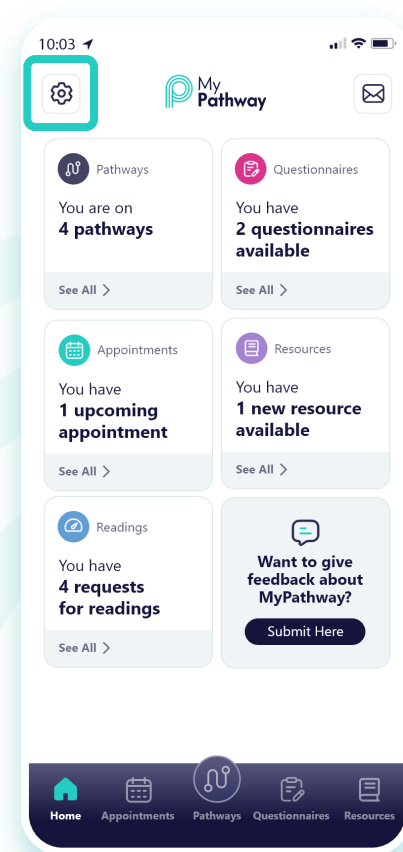 10:03
My
Pathway
Pathways
You are on
4 pathways
See All
Questionnaires
You have
2 questionnaires
available
See All
Appointments
You have
1 upcoming
appointment
See All
Resources
You have
1 new resource
available
See All
Readings
You have
4 requests
for readings
See All
Want to give
feedback about
MyPathway?
Submit Here
Home Appointments Pathways Questionnaires Resources